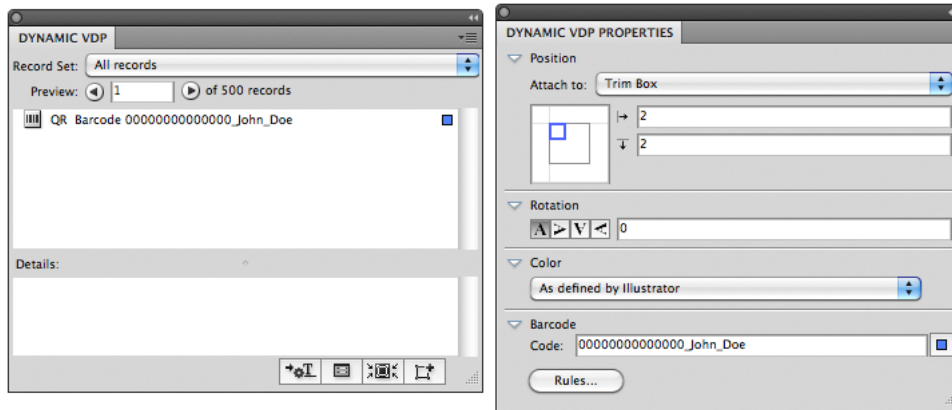 DYNAMIC VDP
Record Set: All records
Preview: 1 of 500 records
QR Barcode 00000000000000_John_Doe
Details:
DYNAMIC VDP PROPERTIES
Position
Attach to: Trim Box
2
2
Rotation
A A A A 0
Color
As defined by Illustrator
Barcode
Code: 00000000000000_John_Doe
Rules...